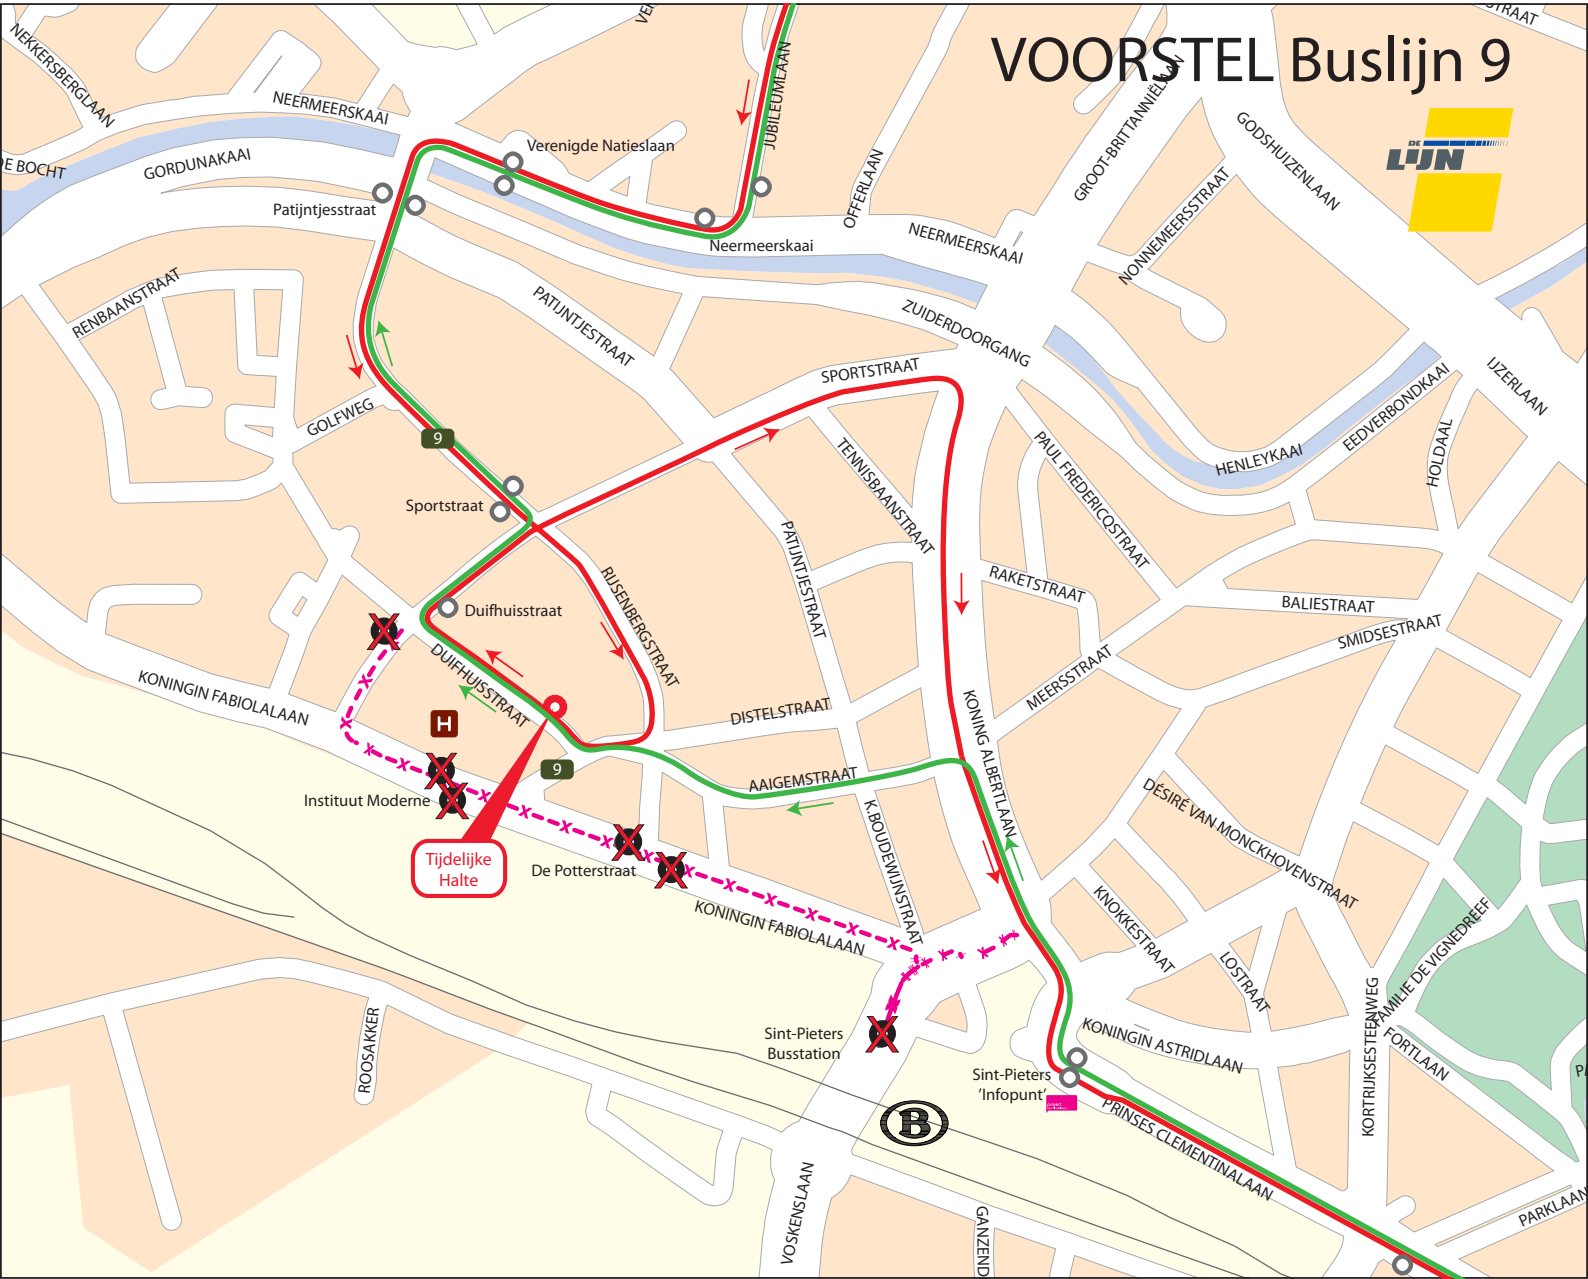 VOORSTEL Buslijn 9
DE
LIJN
STRAAT
NEKKERSBERGLAAN
NEERMEERSKAAI
DE BOCHT
GORDUNAKAAI
Verenigde Natieslaan
JUBILEUMLAAN
Patijntjesstraat
Neermeerskaai
OFFERLAAN
NEERMEERSKAAI
GROOT-BRITTANNIËLAAN
GODSHUIZENLAAN
NONNEMEERSSTRAAT
RENBAANSTRAAT
PATIJNTJESTRAAT
ZUIDERDOORGANG
SPORTSTRAAT
IJZERLAAN
EEDVERBONDKAAI
HENLEYKAAI
HOLDAAL
GOLFWEG
9
Sportstraat
TENNISBAANSTRAAT
PAUL FREDERICOSTRAAT
PATIJNTJESTRAAT
RAKETSTRAAT
BALIESTRAAT
SMIDSESTRAAT
MEERSSTRAAT
RIJSENBERGSTRAAT
Duifhuisstraat
DUIFHUISSTRAAT
KONINGIN FABIOLALAAN
DISTELSTRAAT
KONING ALBERTLAAN
H
9
AAIGEMSTRAAT
Instituut Moderne
Tijdelijke
Halte
De Potterstraat
K.BOUDEWIJNSTRAAT
KONINGIN FABIOLALAAN
DÉSIRÉ VAN MONCKHOVENSTRAAT
KNOKKESTRAAT
LOSTRAAT
FAMILIE DE VIGNEDREEF
KORTRIJKSESTEENWEG
FORTLAAN
KONINGIN ASTRIDLAAN
ROOSAKKER
Sint-Pieters
Busstation
Sint-Pieters
'Infopunt'
B
PRINSES CLEMENTINALAAN
VOSKENSLAAN
GANZEND
PARKLAAN